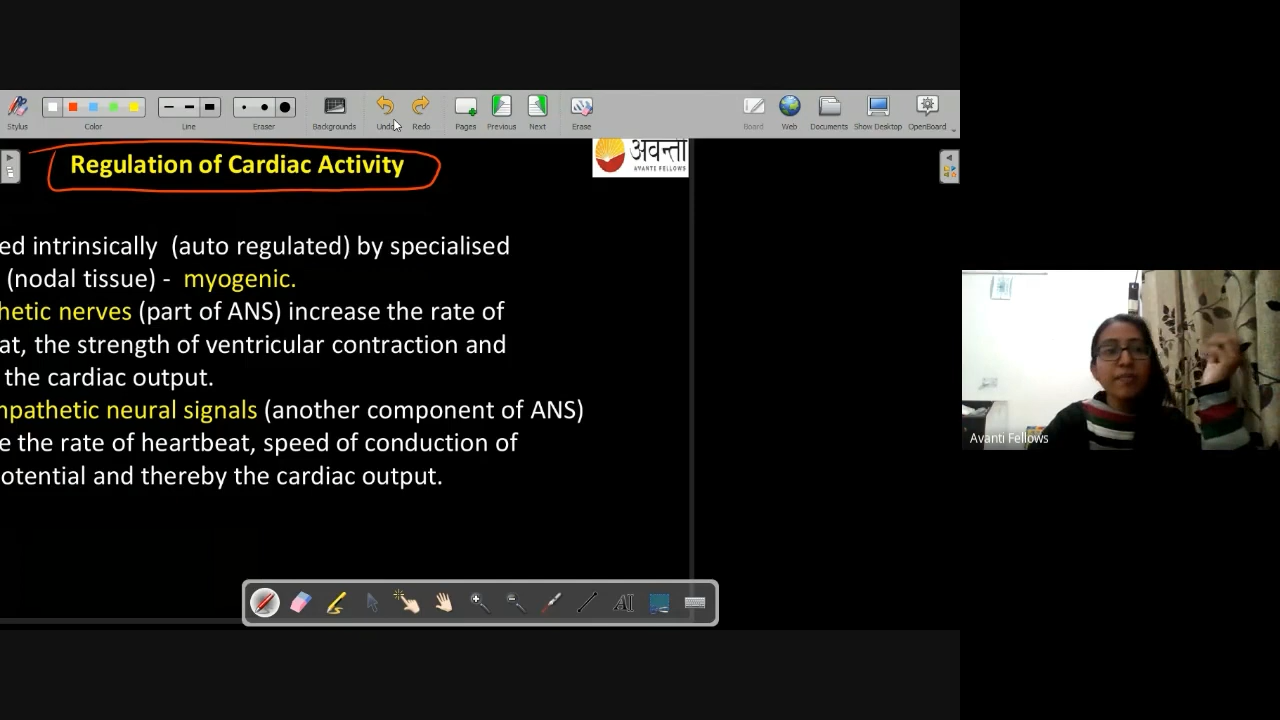 Stylus
Color
Line
Eraser
Backgrounds
Undo
Redo
Pages
Previous
Next
Erase
Board
Web
Documents
Show Desktop
OpenBoard
Regulation of Cardiac Activity
अवन्ती
AVANTI FELLOWS
ed intrinsically (auto regulated) by specialised
(nodal tissue) - myogenic.
hetic nerves (part of ANS) increase the rate of
at, the strength of ventricular contraction and
the cardiac output.
mpathetic neural signals (another component of ANS)
e the rate of heartbeat, speed of conduction of
otential and thereby the cardiac output.
Avanti Fellows
AI